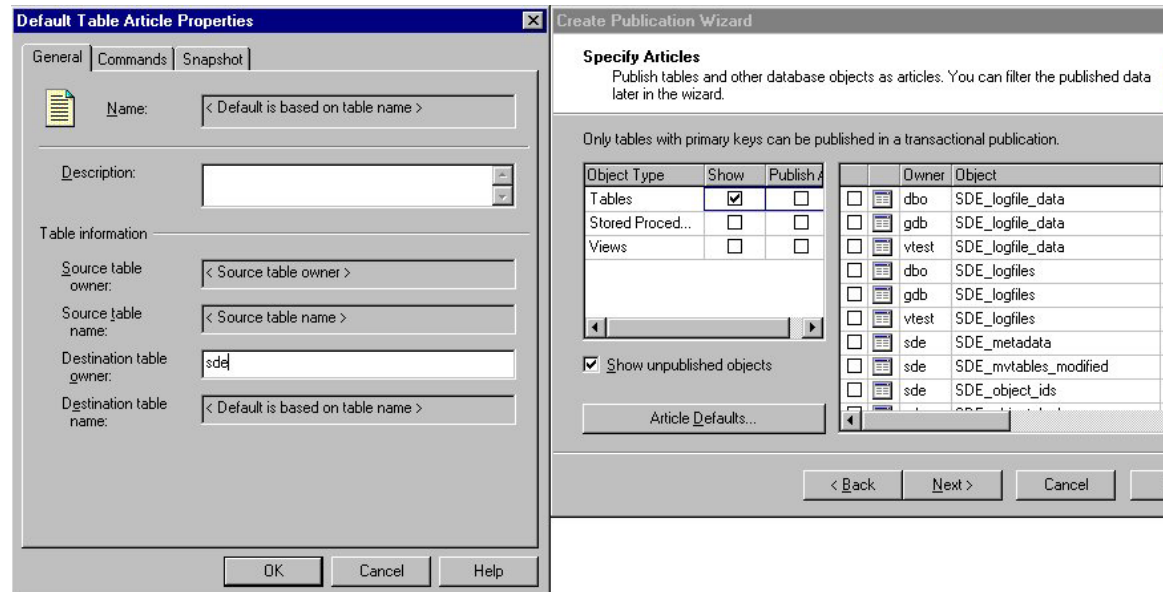 Default Table Article Properties
General Commands Snapshot
Name: < Default is based on table name >
Description:
Table information
Source table owner: < Source table owner >
Source table name: < Source table name >
Destination table owner: sde
Destination table name: < Default is based on table name >
OK Cancel Help
Create Publication Wizard
Specify Articles
Publish tables and other database objects as articles. You can filter the published data
later in the wizard.
Only tables with primary keys can be published in a transactional publication.
Object Type Show Publish
Tables
Stored Proced...
Views
Show unpublished objects
Article Defaults...
Owner Object
dbo SDE_logfile_data
gdb SDE_logfile_data
vtest SDE_logfile_data
dbo SDE_logfiles
gdb SDE_logfiles
vtest SDE_logfiles
sde SDE_metadata
sde SDE_mvtables_modified
sde SDE_object_ids
< Back Next > Cancel